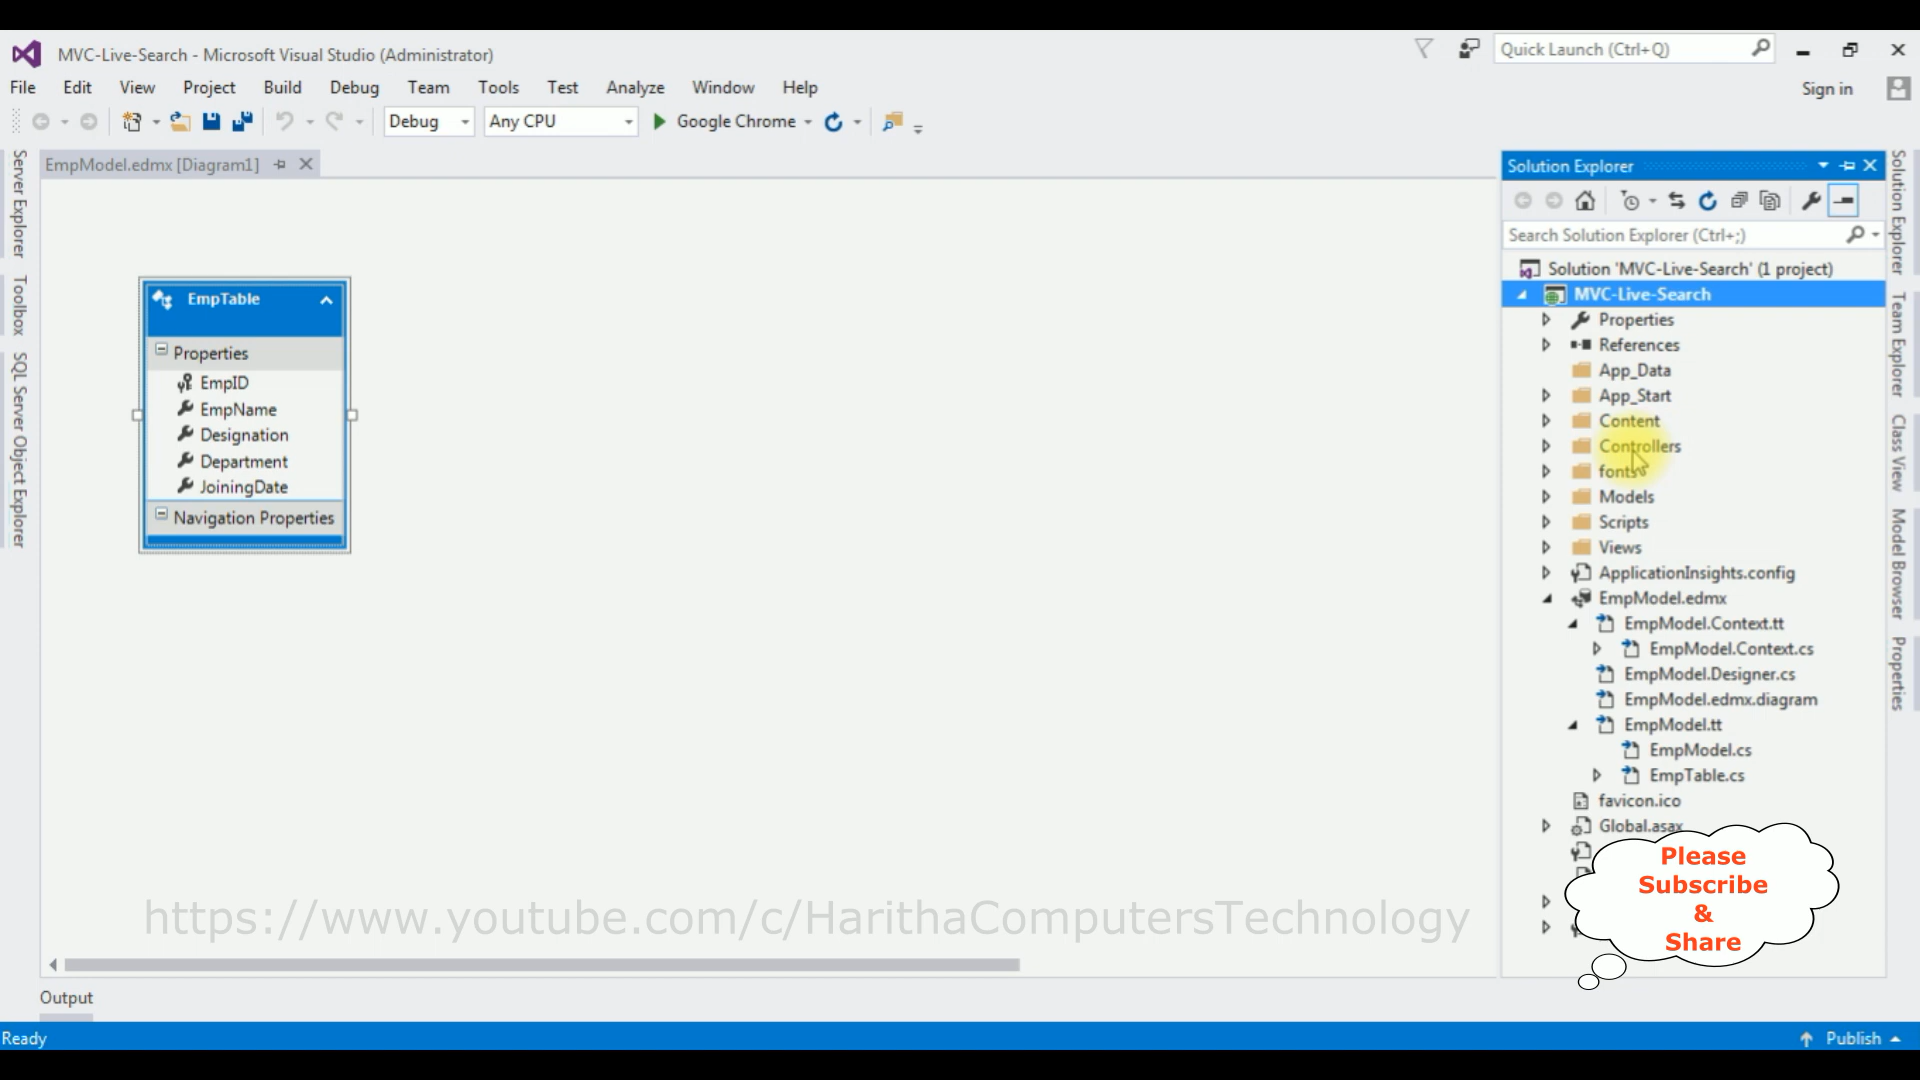 MVC-Live-Search - Microsoft Visual Studio (Administrator)
Quick Launch (Ctrl+Q)
File Edit View Project Build Debug Team Tools Test Analyze Window Help
Sign in
Debug Any CPU Google Chrome
Server Explorer
Toolbox
SQL Server Object Explorer
EmpModel.edmx [Diagram1]
EmpTable
Properties
EmpID
EmpName
Designation
Department
JoiningDate
Navigation Properties
https://www.youtube.com/c/HarithaComputersTechnology
Solution Explorer
Search Solution Explorer (Ctrl+;)
Solution 'MVC-Live-Search' (1 project)
MVC-Live-Search
Properties
References
App_Data
App_Start
Content
Controllers
fonts
Models
Scripts
Views
ApplicationInsights.config
EmpModel.edmx
EmpModel.Context.tt
EmpModel.Context.cs
EmpModel.Designer.cs
EmpModel.edmx.diagram
EmpModel.tt
EmpModel.cs
EmpTable.cs
favicon.ico
Global.asax
Please
Subscribe
&
Share
Solution Explorer
Team Explorer
Class View
Model Browser
Properties
Output
Ready
Publish